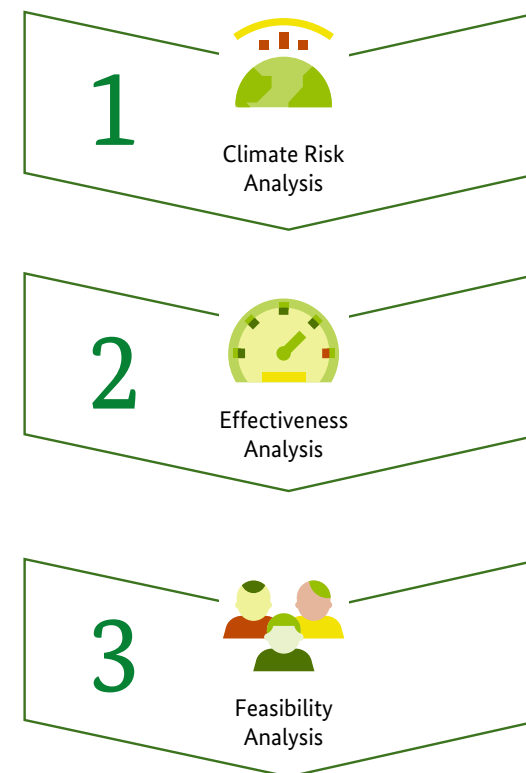 1
Climate Risk
Analysis
2
Effectiveness
Analysis
3
Feasibility
Analysis